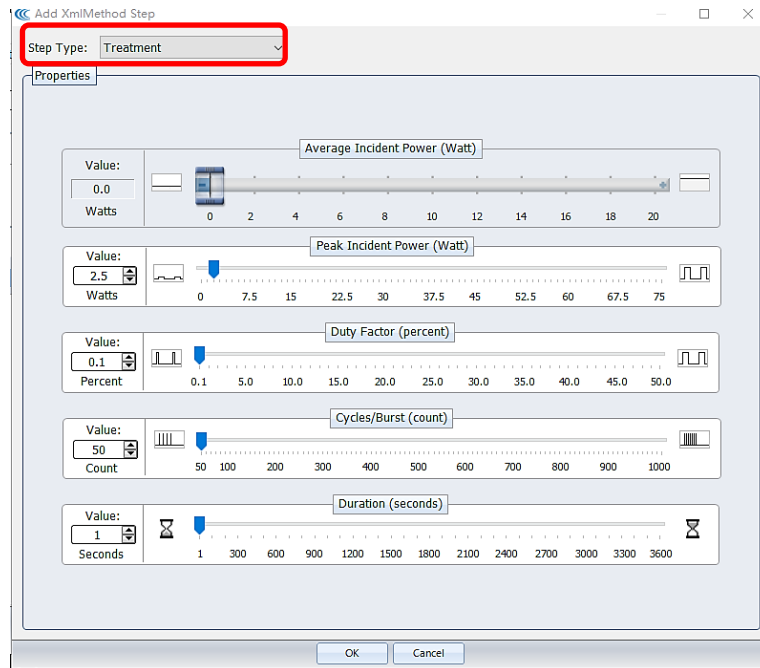 Add XmlMethod Step
Step Type: Treatment
Properties
Average Incident Power (Watt)
Value:
0.0
Watts
0 2 4 6 8 10 12 14 16 18 20
Peak Incident Power (Watt)
Value:
2.5
Watts
0 7.5 15 22.5 30 37.5 45 52.5 60 67.5 75
Duty Factor (percent)
Value:
0.1
Percent
0.1 5.0 10.0 15.0 20.0 25.0 30.0 35.0 40.0 45.0 50.0
Cycles/Burst (count)
Value:
50
Count
50 100 200 300 400 500 600 700 800 900 1000
Duration (seconds)
Value:
1
Seconds
1 300 600 900 1200 1500 1800 2100 2400 2700 3000 3300 3600
OK Cancel